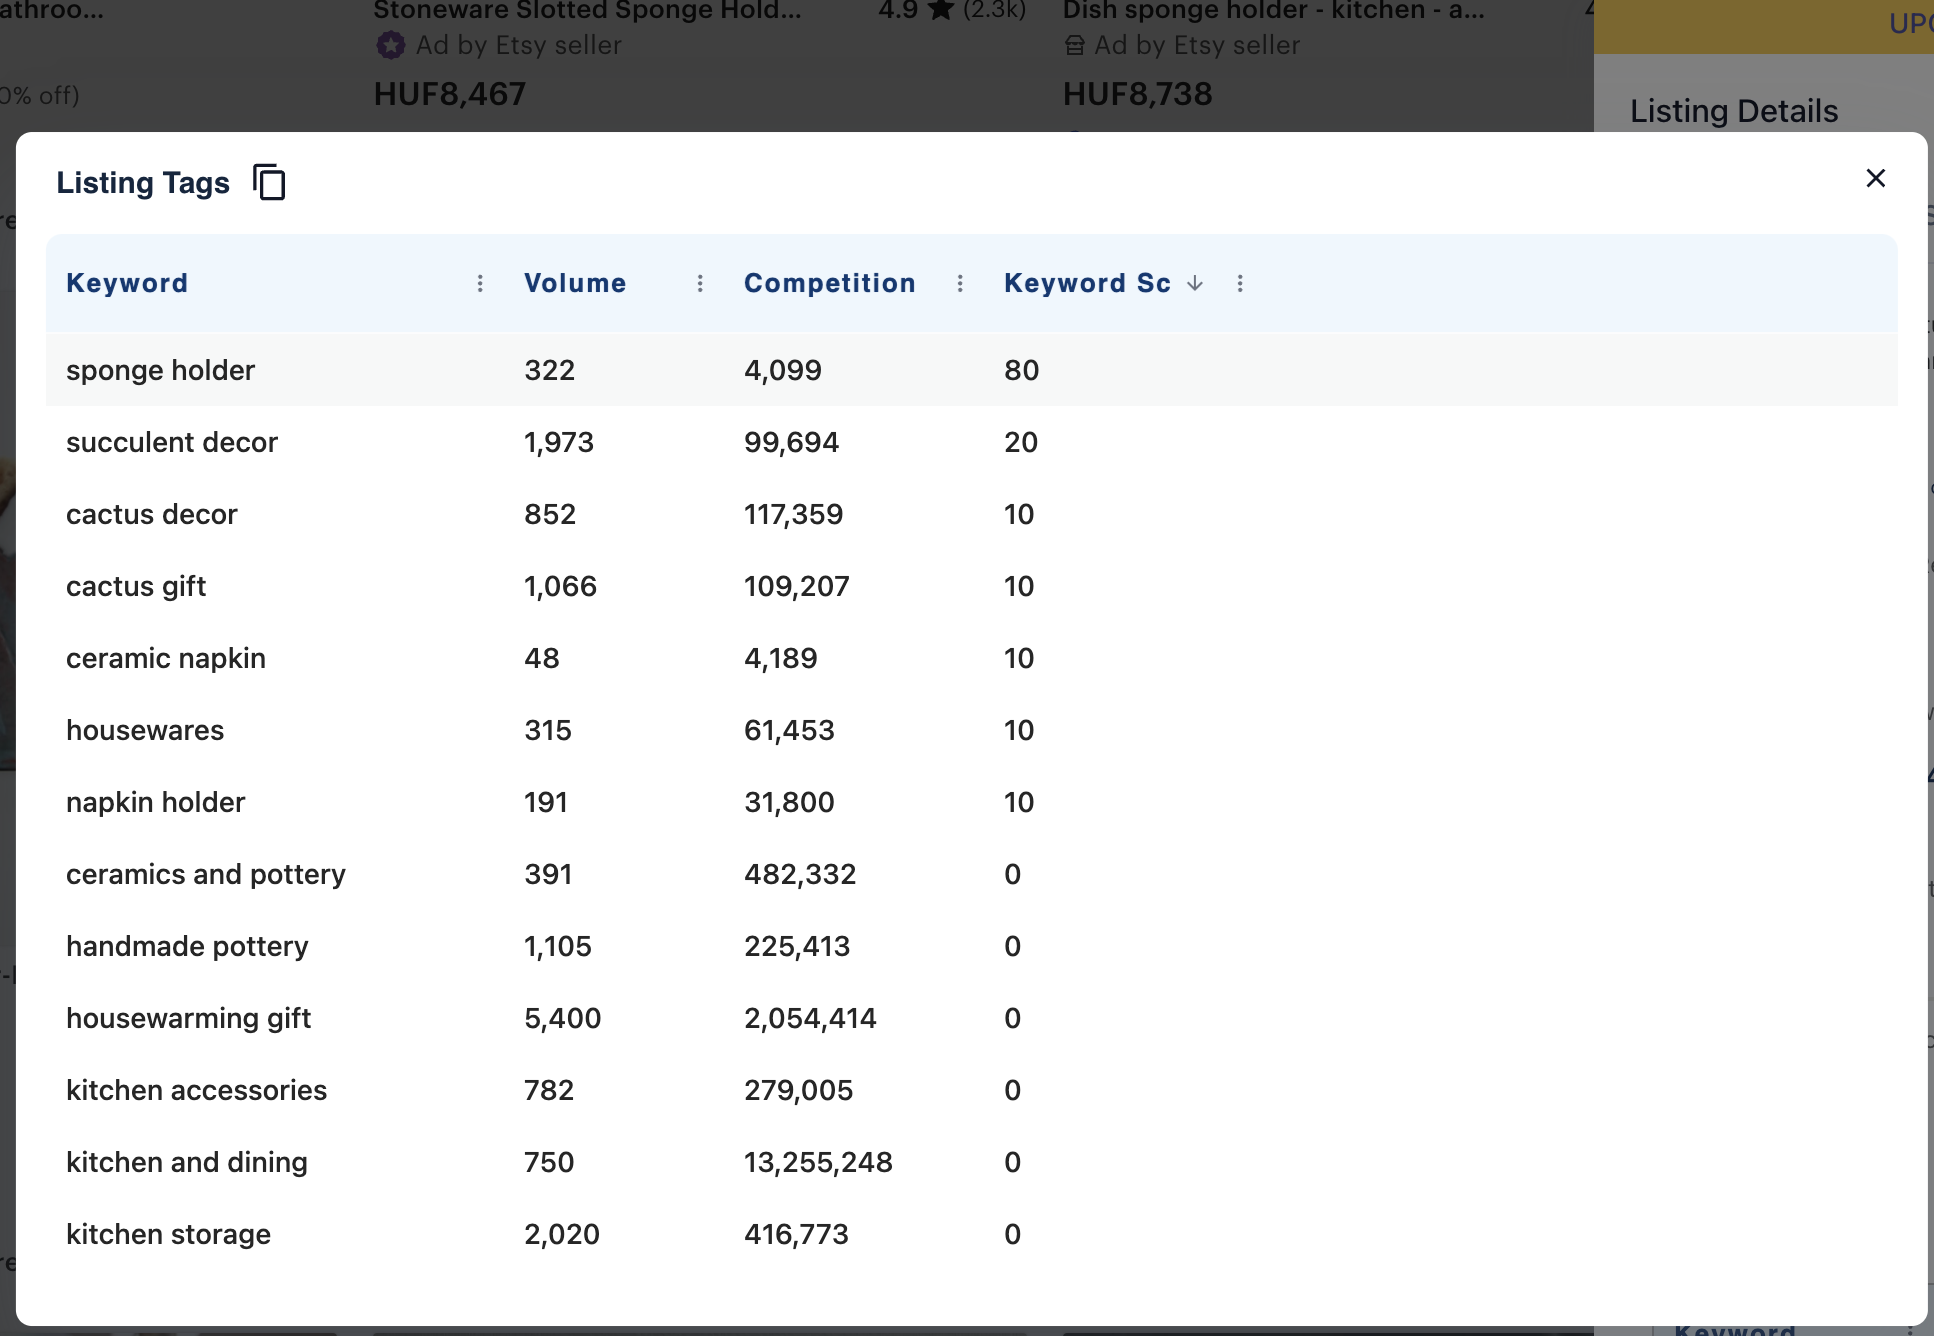 athroo...
Stoneware Slotted Sponge Hold... 4.9 ★ (2.3k)
Dish sponge holder - kitchen - a...
Ad by Etsy seller
Ad by Etsy seller
0% off)
HUF8,467
HUF8,738
Listing Details
Listing Tags
Keyword Volume Competition Keyword Sc
sponge holder 322 4,099 80
succulent decor 1,973 99,694 20
cactus decor 852 117,359 10
cactus gift 1,066 109,207 10
ceramic napkin 48 4,189 10
housewares 315 61,453 10
napkin holder 191 31,800 10
ceramics and pottery 391 482,332 0
handmade pottery 1,105 225,413 0
housewarming gift 5,400 2,054,414 0
kitchen accessories 782 279,005 0
kitchen and dining 750 13,255,248 0
kitchen storage 2,020 416,773 0
Keyword